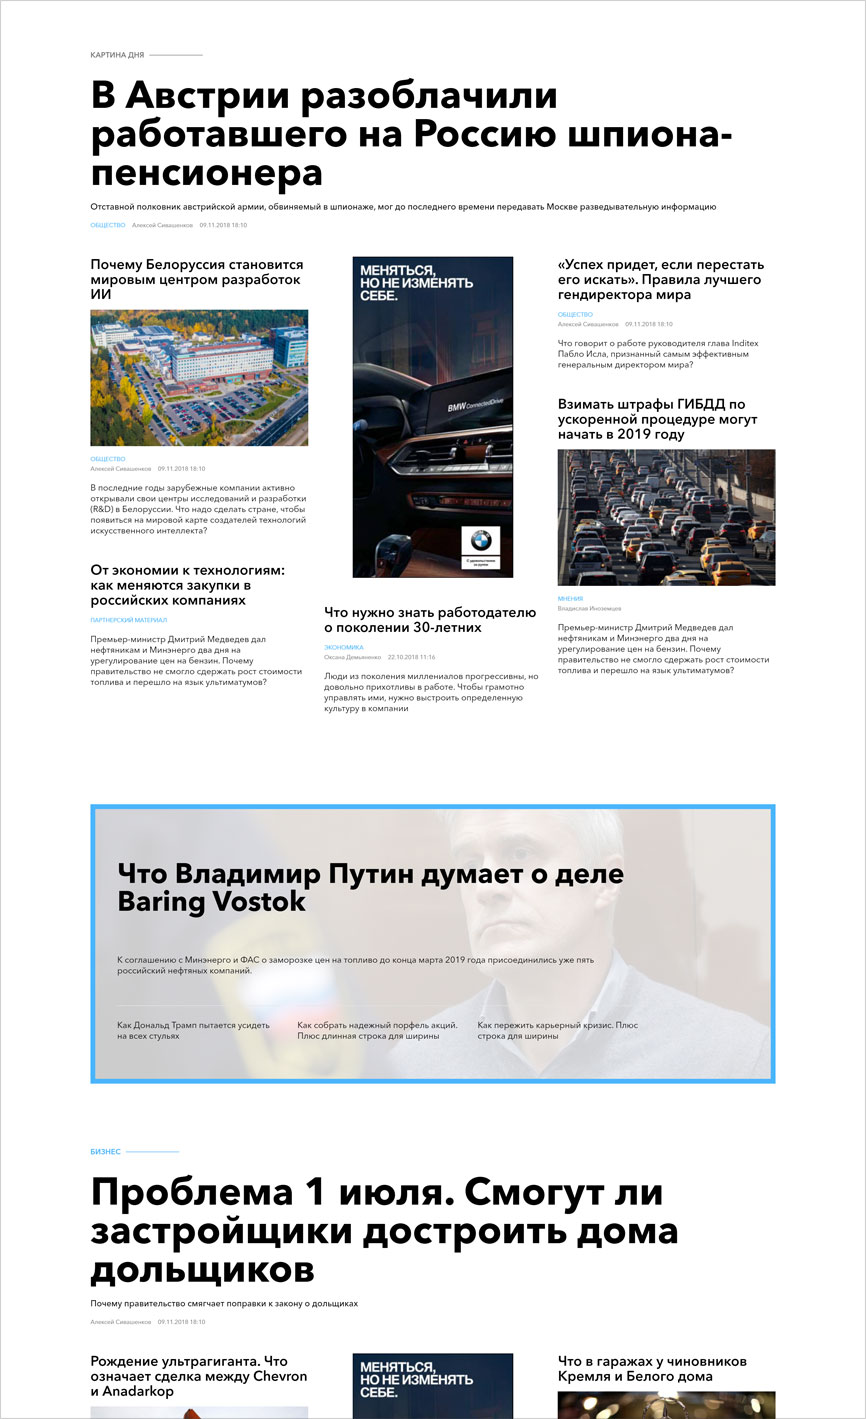 КАРТИНА ДНЯ
В Австрии разоблачили
работавшего на Россию шпиона-
пенсионера
Отставной полковник австрийской армии, обвиняемый в шпионаже, мог до последнего времени передавать Москве разведывательную информацию
ОБЩЕСТВО Алексей Сивашенков 09.11.2018 18:10
Почему Белоруссия становится
мировым центром разработок
ИИ
ОБЩЕСТВО
Алексей Сивашенков 09.11.2018 18:10
В последние годы зарубежные компании активно
открывали свои центры исследований и разработки
(R&D) в Белоруссии. Что надо сделать стране, чтобы
появиться на мировой карте создателей технологий
искусственного интеллекта?
От экономии к технологиям:
как меняются закупки в
российских компаниях
ПАРТНЕРСКИЙ МАТЕРИАЛ
Премьер-министр Дмитрий Медведев дал
нефтяникам и Минэнерго два дня на
урегулирование цен на бензин. Почему
правительство не смогло сдержать рост стоимости
топлива и перешло на язык ультиматумов?
МЕНЯТЬСЯ,
НО НЕ ИЗМЕНЯТЬ
СЕБЕ.
BMW ConnectedDrive
С удовольствием
за рулем
Что нужно знать работодателю
о поколении 30-летних
ЭКОНОМИКА
Оксана Демьяненко 22.10.2018 11:16
Люди из поколения миллениалов прогрессивны, но
довольно прихотливы в работе. Чтобы грамотно
управлять ими, нужно выстроить определенную
культуру в компании
«Успех придет, если перестать
его искать». Правила лучшего
гендиректора мира
ОБЩЕСТВО
Алексей Сивашенков 09.11.2018 18:10
Что говорит о работе руководителя глава Inditex
Пабло Исла, признанный самым эффективным
генеральным директором мира?
Взимать штрафы ГИБДД по
ускоренной процедуре могут
начать в 2019 году
МНЕНИЯ
Владислав Иноземцев
Премьер-министр Дмитрий Медведев дал
нефтяникам и Минэнерго два дня на
урегулирование цен на бензин. Почему
правительство не смогло сдержать рост стоимости
топлива и перешло на язык ультиматумов?
Что Владимир Путин думает о деле
Baring Vostok
К соглашению с Минэнерго и ФАС о заморозке цен на топливо до конца марта 2019 года присоединились уже пять
российский нефтяных компаний.
Как Дональд Трамп пытается усидеть
на всех стульях
Как собрать надежный порфель акций.
Плюс длинная строка для ширины
Как пережить карьерный кризис. Плюс
строка для ширины
БИЗНЕС
Проблема 1 июля. Смогут ли
застройщики достроить дома
дольщиков
Почему правительство смягчает поправки к закону о дольщиках
Алексей Сивашенков 09.11.2018 18:10
Рождение ультрагиганта. Что
означает сделка между Chevron
и Anadarkор
МЕНЯТЬСЯ,
НО НЕ ИЗМЕНЯТЬ
СЕБЕ.
Что в гаражах у чиновников
Кремля и Белого дома